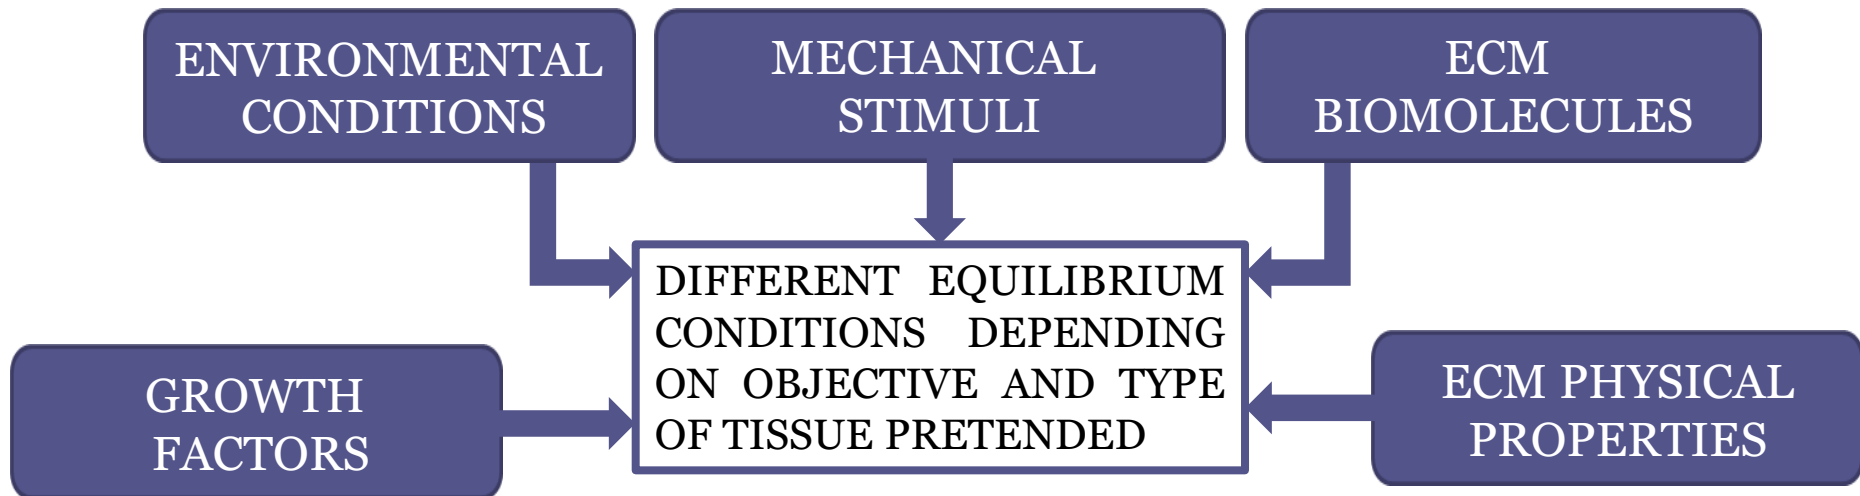 ENVIRONMENTAL
CONDITIONS
MECHANICAL
STIMULI
ECM
BIOMOLECULES
DIFFERENT EQUILIBRIUM
CONDITIONS DEPENDING
ON OBJECTIVE AND TYPE
OF TISSUE PRETENDED
GROWTH
FACTORS
ECM PHYSICAL
PROPERTIES